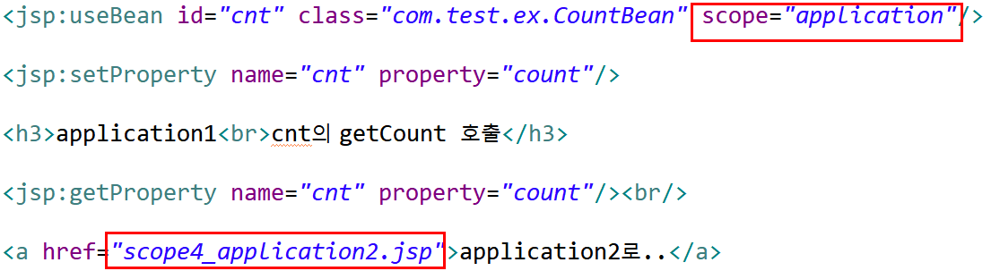 <jsp:useBean id="cnt" class="com.test.ex.CountBean" scope="application"/>
<jsp:setProperty name="cnt" property="count"/>
<h3>application1<br>cnt의 getCount 호출</h3>
<jsp:getProperty name="cnt" property="count"/><br/>
<a href="scope4_application2.jsp">application2로..</a>